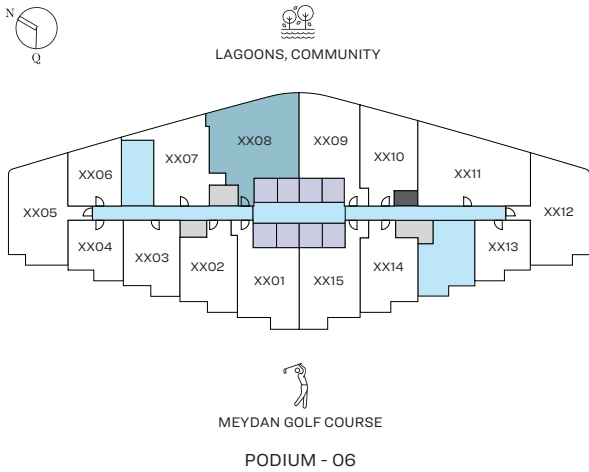 N
Q
LAGOONS, COMMUNITY
XX08
XX09
XX07
XX10
XX06
XX11
XX05
XX12
XX04
XX03
XX02
XX01
XX15
XX14
XX13
MEYDAN GOLF COURSE
PODIUM - 06